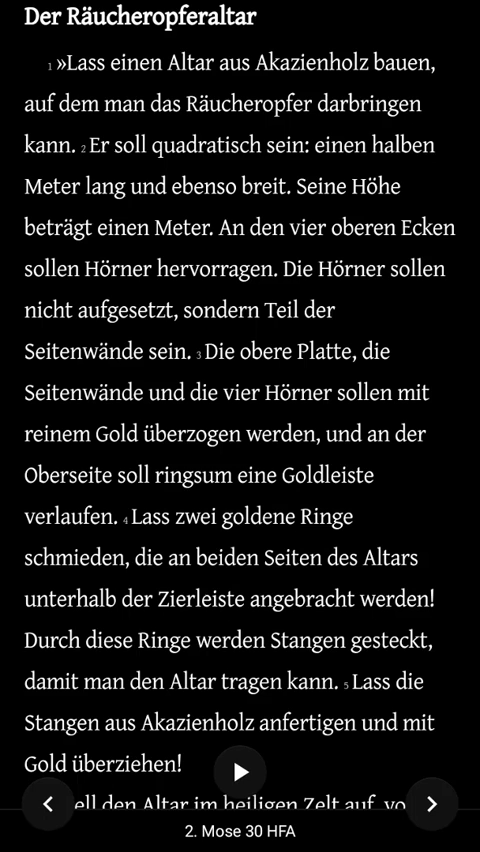 Der Räucheropferaltar
1 »Lass einen Altar aus Akazienholz bauen,
auf dem man das Räucheropfer darbringen
kann. 2 Er soll quadratisch sein: einen halben
Meter lang und ebenso breit. Seine Höhe
beträgt einen Meter. An den vier oberen Ecken
sollen Hörner hervorragen. Die Hörner sollen
nicht aufgesetzt, sondern Teil der
Seitenwände sein. 3 Die obere Platte, die
Seitenwände und die vier Hörner sollen mit
reinem Gold überzogen werden, und an der
Oberseite soll ringsum eine Goldleiste
verlaufen. 4 Lass zwei goldene Ringe
schmieden, die an beiden Seiten des Altars
unterhalb der Zierleiste angebracht werden!
Durch diese Ringe werden Stangen gesteckt,
damit man den Altar tragen kann. 5 Lass die
Stangen aus Akazienholz anfertigen und mit
Gold überziehen!
den Altar im heiligen Zelt auf,
2. Mose 30 HFA